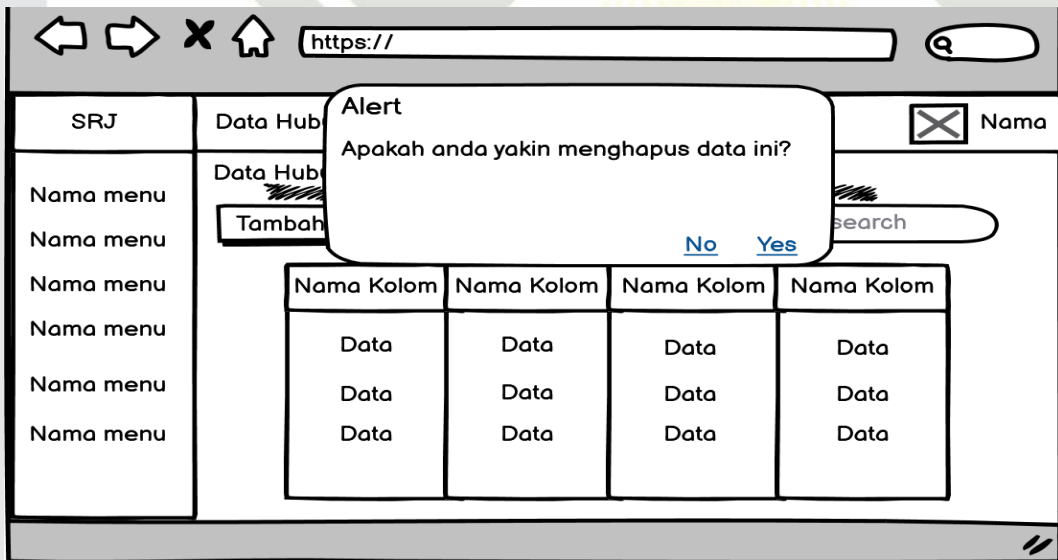 https://
SRJ
Data Hub
Nama
Alert
Apakah anda yakin menghapus data ini?
No Yes
Data Hub
Tambah
search
Nama menu
Nama menu
Nama menu
Nama menu
Nama menu
Nama menu
Nama Kolom Nama Kolom Nama Kolom Nama Kolom
Data Data Data Data
Data Data Data Data
Data Data Data Data